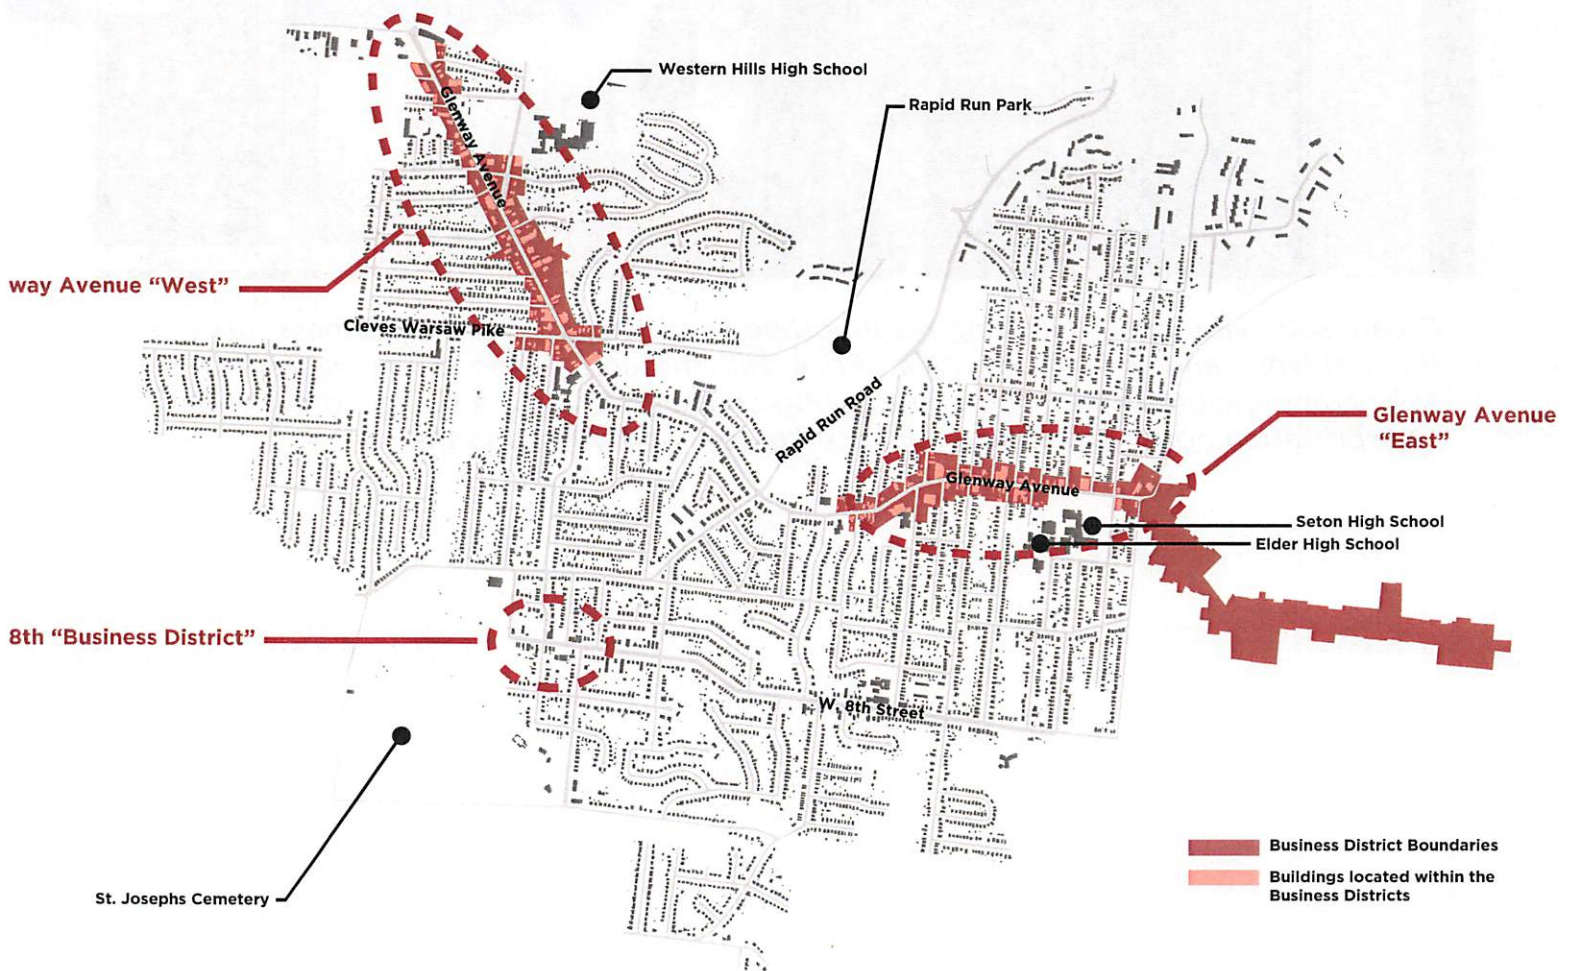 Western Hills High School
Rapid Run Park
Glenway Avenue
way Avenue “West”
Cleves Warsaw Pike
Rapid Run Road
Glenway Avenue
“East”
Glenway Avenue
Seton High School
Elder High School
8th “Business District”
W. 8th Street
St. Josephs Cemetery
Business District Boundaries
Buildings located within the
Business Districts